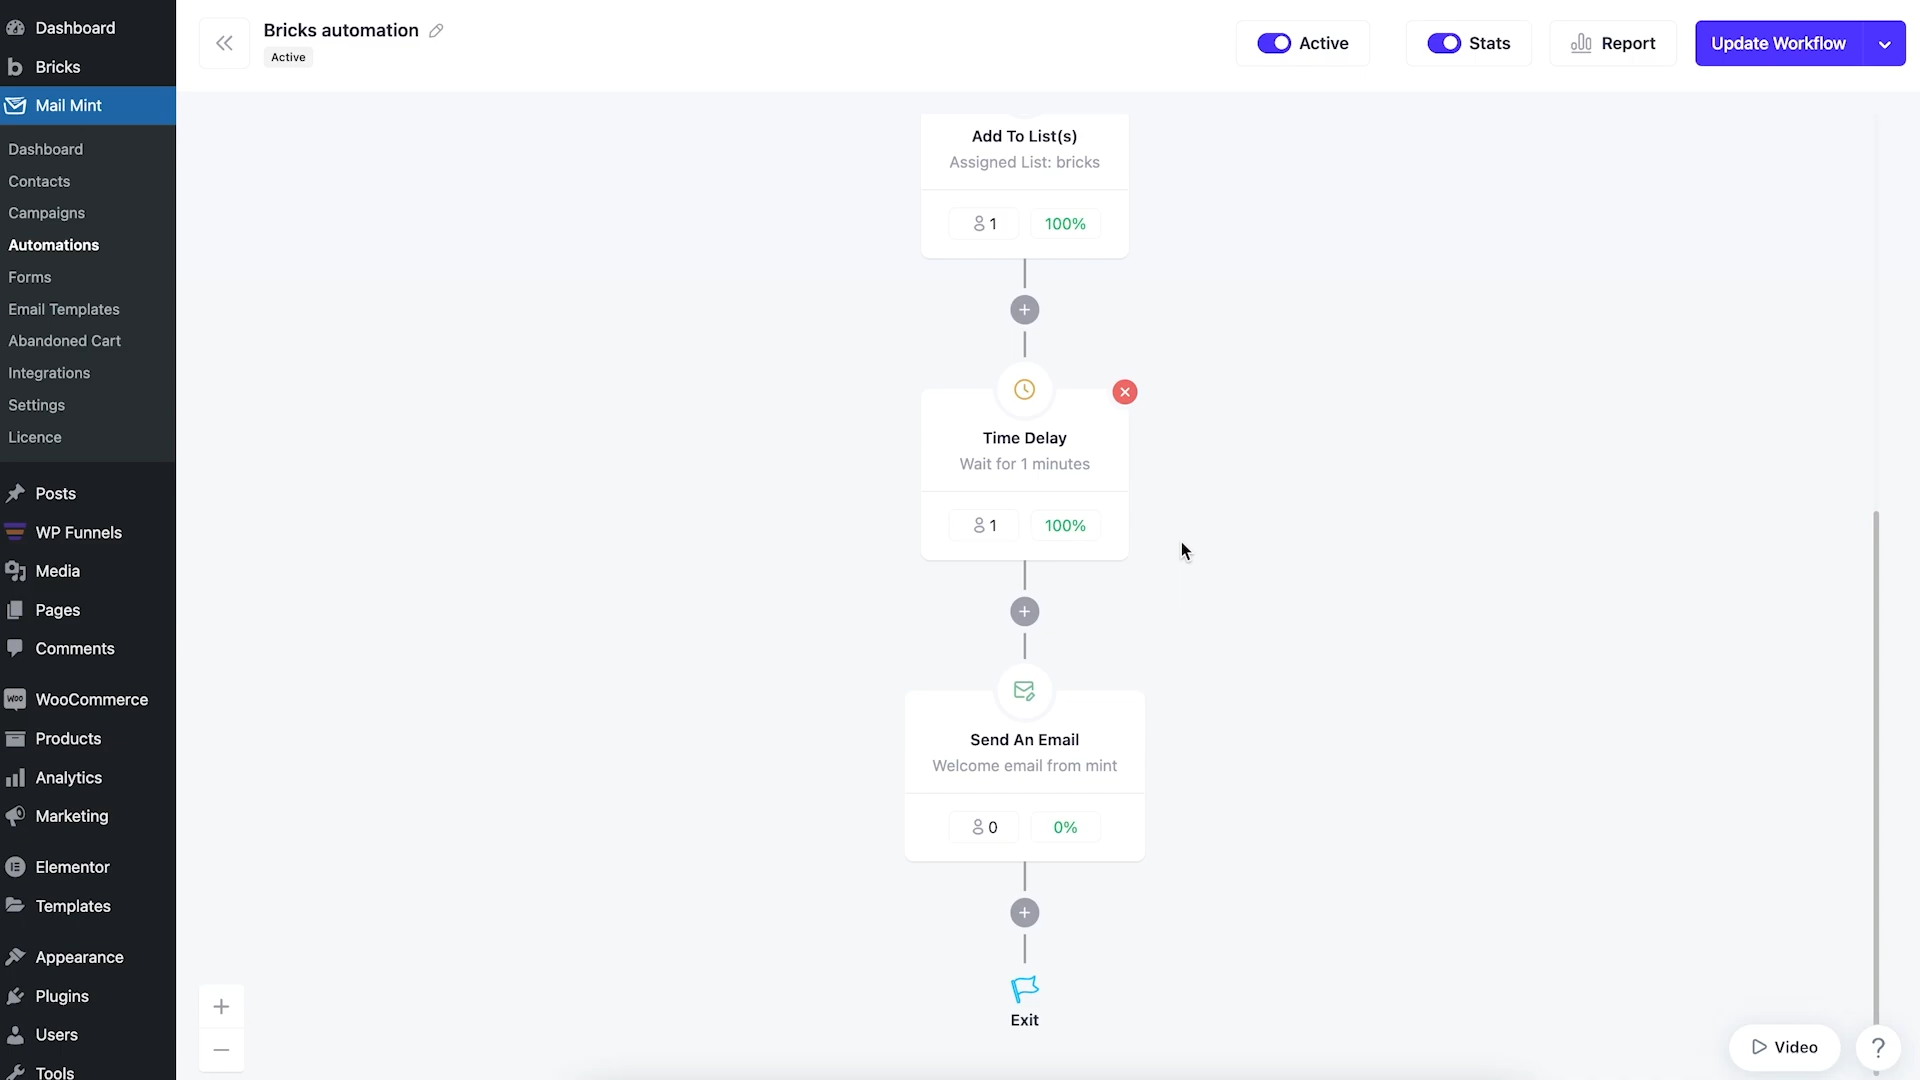 Dashboard
Bricks
Mail Mint
Dashboard
Contacts
Campaigns
Automations
Forms
Email Templates
Abandoned Cart
Integrations
Settings
Licence
Posts
WP Funnels
Media
Pages
Comments
WooCommerce
Products
Analytics
Marketing
Elementor
Templates
Appearance
Plugins
Users
Tools
Bricks automation
Active
Active
Stats
Report
Update Workflow
Add To List(s)
Assigned List: bricks
1 100%
Time Delay
Wait for 1 minutes
1 100%
Send An Email
Welcome email from mint
0 0%
Exit
Video
?